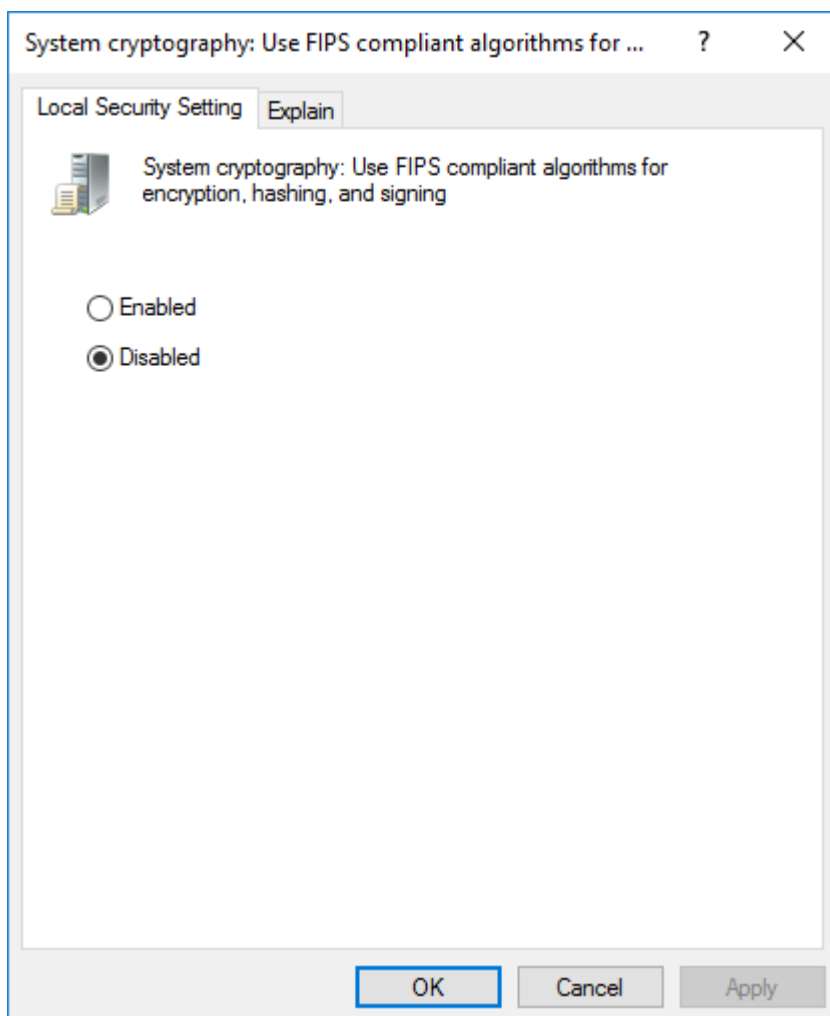 System cryptography: Use FIPS compliant algorithms for ... ?
Local Security Setting Explain
System cryptography: Use FIPS compliant algorithms for
encryption, hashing, and signing
Enabled
Disabled
OK Cancel Apply